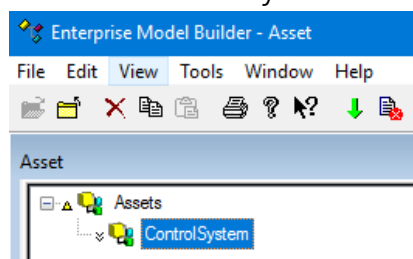 Enterprise Model Builder - Asset
File Edit View Tools Window Help
Asset
Assets
ControlSystem